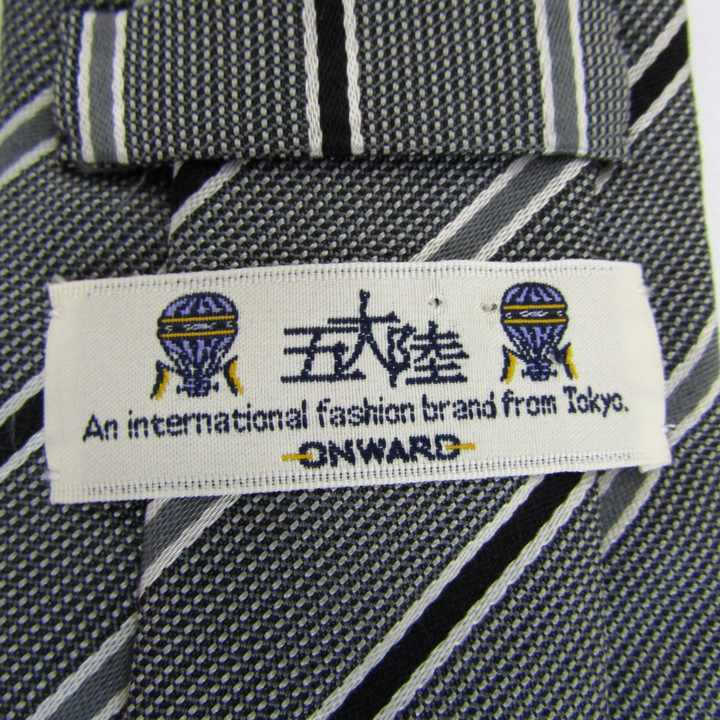 五大陸
An international fashion brand from Tokyo.
ONWARD